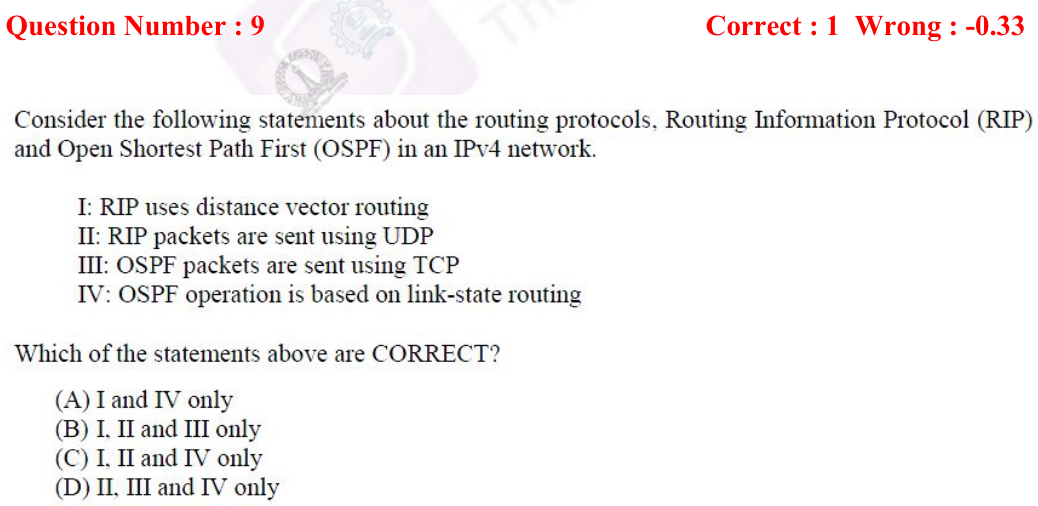 Question Number : 9 Correct : 1 Wrong : -0.33
Consider the following statements about the routing protocols, Routing Information Protocol (RIP)
and Open Shortest Path First (OSPF) in an IPv4 network.
I: RIP uses distance vector routing
II: RIP packets are sent using UDP
III: OSPF packets are sent using TCP
IV: OSPF operation is based on link-state routing
Which of the statements above are CORRECT?
(A) I and IV only
(B) I, II and III only
(C) I, II and IV only
(D) II, III and IV only